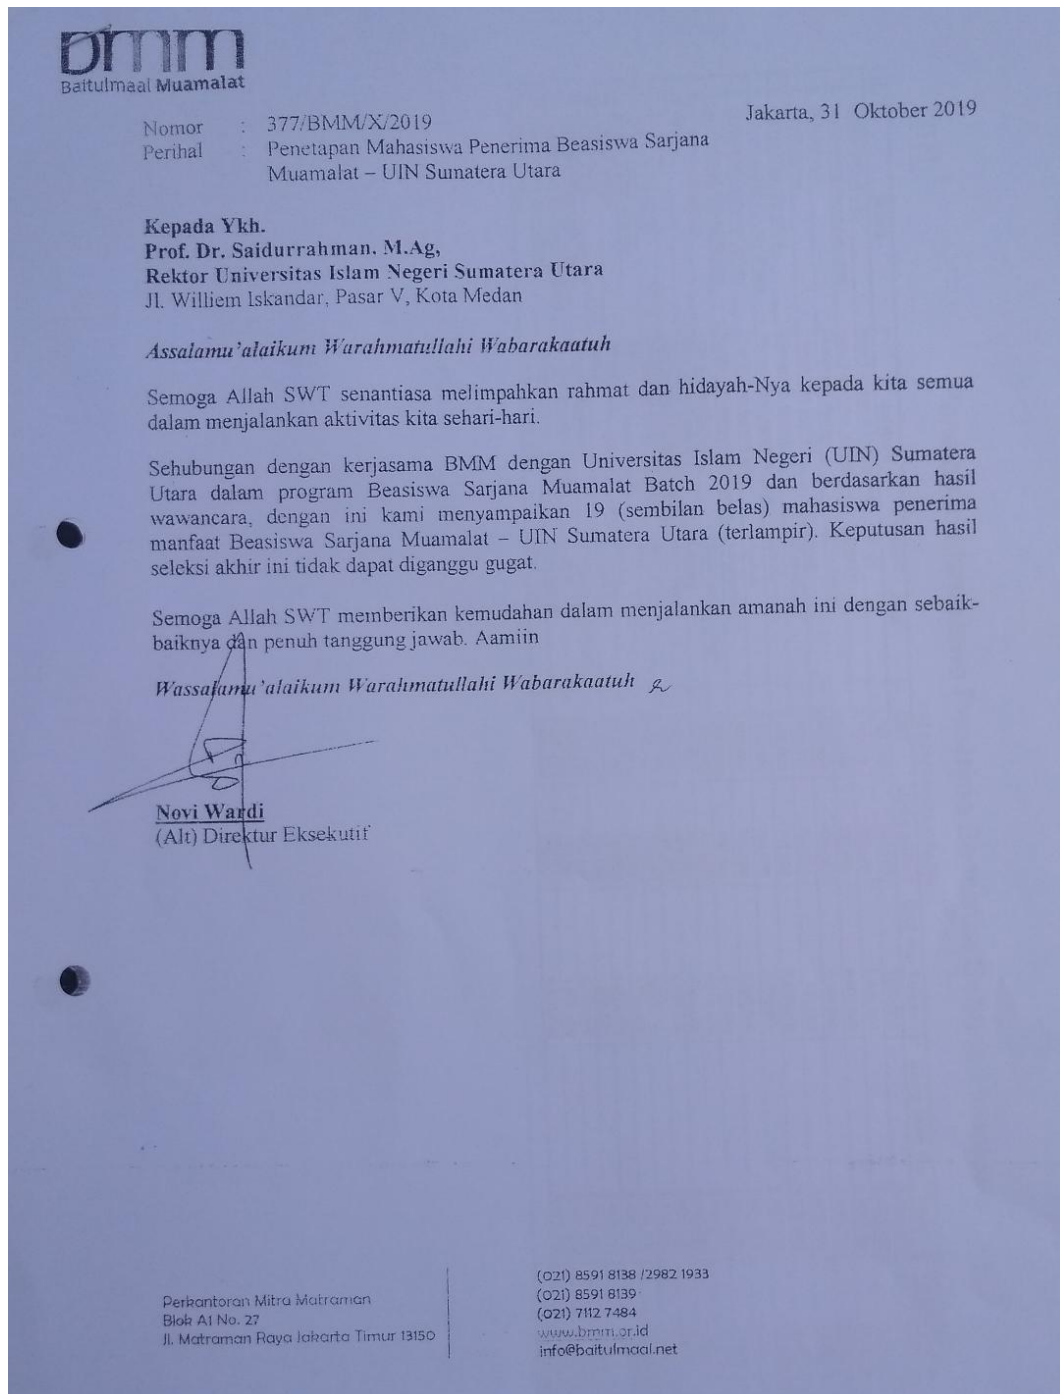 bmm
Baitulmaal Muamalat
Jakarta, 31 Oktober 2019
Nomor : 377/BMM/X/2019
Perihal : Penetapan Mahasiswa Penerima Beasiswa Sarjana
Muamalat – UIN Sumatera Utara
Kepada Ykh.
Prof. Dr. Saidurrahman. M.Ag,
Rektor Universitas Islam Negeri Sumatera Utara
Jl. Williem Iskandar, Pasar V, Kota Medan
Assalamu'alaikum Warahmatullahi Wabarakaatuh
Semoga Allah SWT senantiasa melimpahkan rahmat dan hidayah-Nya kepada kita semua
dalam menjalankan aktivitas kita sehari-hari.
Sehubungan dengan kerjasama BMM dengan Universitas Islam Negeri (UIN) Sumatera
Utara dalam program Beasiswa Sarjana Muamalat Batch 2019 dan berdasarkan hasil
wawancara, dengan ini kami menyampaikan 19 (sembilan belas) mahasiswa penerima
manfaat Beasiswa Sarjana Muamalat – UIN Sumatera Utara (terlampir). Keputusan hasil
seleksi akhir ini tidak dapat diganggu gugat.
Semoga Allah SWT memberikan kemudahan dalam menjalankan amanah ini dengan sebaik-
baiknya dan penuh tanggung jawab. Aamiin
Wassalamu'alaikum Warahmatullahi Wabarakaatuh
Novi Wardi
(Alt) Direktur Eksekutif
Perkantoran Mitra Matraman
Blok A1 No. 27
Jl. Matraman Raya Jakarta Timur 13150
(021) 8591 8138 /2982 1933
(021) 8591 8139
(021) 7112 7484
www.bmm.or.id
info@baitulmaal.net